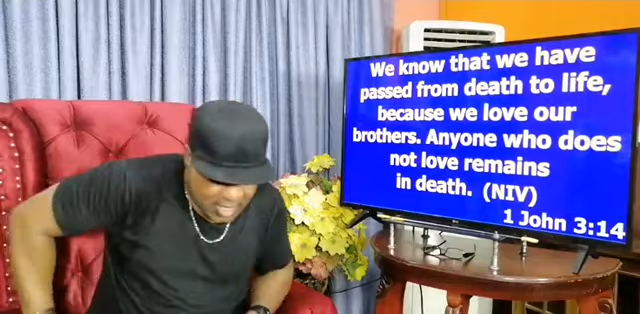 We know that we have
passed from death to life,
because we love our
brothers. Anyone who does
not love remains
in death. (NIV)
1 John 3:14
LG